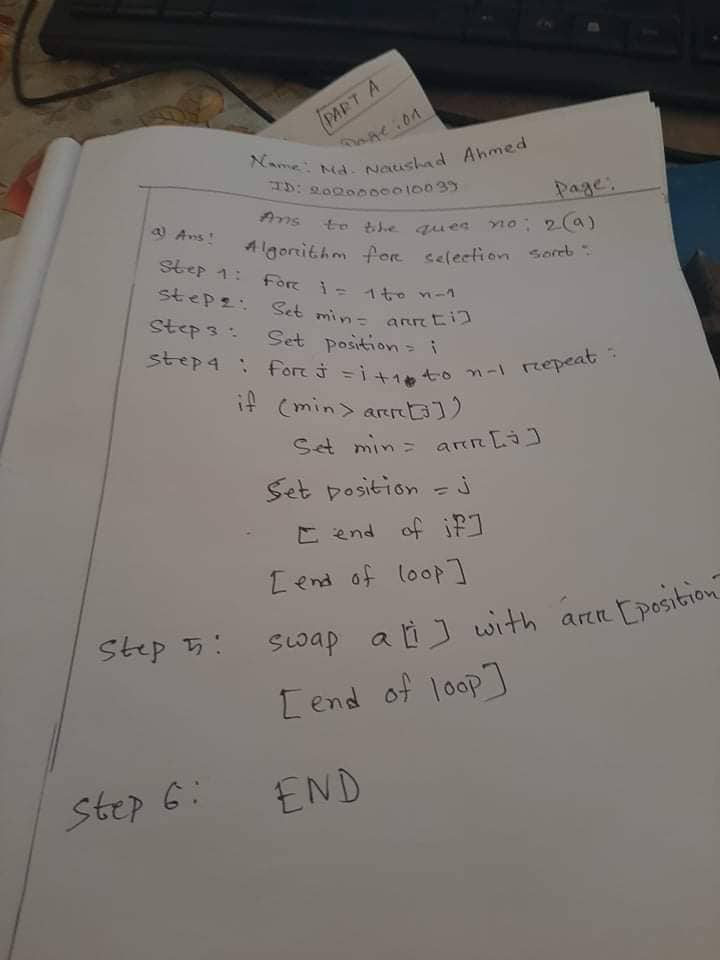 PART A
Page: 01
Name: Md. Naushad Ahmed
ID: 2020000010039
Page:
Ans to the ques no: 2(a)
a) Ans: Algorithm for selection sort:
Step 1: For i = 1 to n-1
Step 2: Set min = arr[i]
Step 3: Set position = i
Step 4: For j = i+1 to n-1 repeat:
if (min > arr[j])
Set min = arr[j]
Set position = j
[end of if]
[end of loop]
Step 5: swap a[i] with arr[position]
[end of loop]
Step 6: END